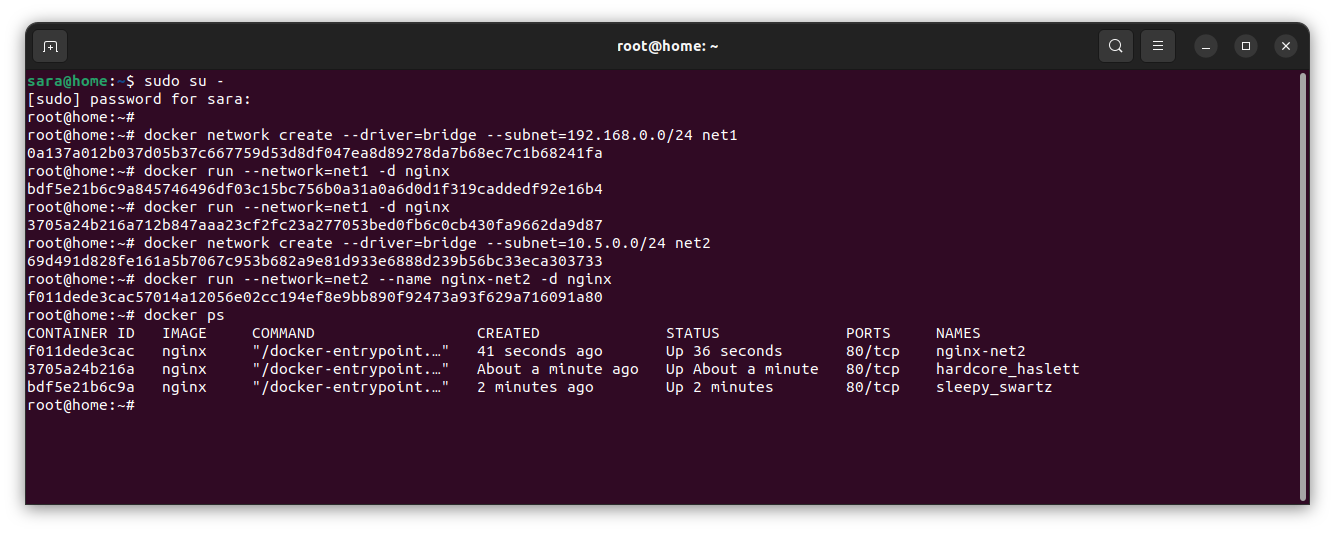 root@home: ~
sara@home:~$ sudo su -
[sudo] password for sara:
root@home:~#
root@home:~# docker network create --driver=bridge --subnet=192.168.0.0/24 net1
0a137a012b037d05b37c667759d53d8df047ea8d89278da7b68ec7c1b68241fa
root@home:~# docker run --network=net1 -d nginx
bdf5e21b6c9a845746496df03c15bc756b0a31a0a6d0d1f319caddedf92e16b4
root@home:~# docker run --network=net1 -d nginx
3705a24b216a712b847aaa23cf2fc23a277053bed0fb6c0cb430fa9662da9d87
root@home:~# docker network create --driver=bridge --subnet=10.5.0.0/24 net2
69d491d828fe161a5b7067c953b682a9e81d933e6888d239b56bc33eca303733
root@home:~# docker run --network=net2 --name nginx-net2 -d nginx
f011dede3cac57014a12056e02cc194ef8e9bb890f92473a93f629a716091a80
root@home:~# docker ps
CONTAINER ID   IMAGE     COMMAND                  CREATED              STATUS              PORTS     NAMES
f011dede3cac   nginx     "/docker-entrypoint.…"   41 seconds ago       Up 36 seconds       80/tcp    nginx-net2
3705a24b216a   nginx     "/docker-entrypoint.…"   About a minute ago   Up About a minute   80/tcp    hardcore_haslett
bdf5e21b6c9a   nginx     "/docker-entrypoint.…"   2 minutes ago        Up 2 minutes        80/tcp    sleepy_swartz
root@home:~#